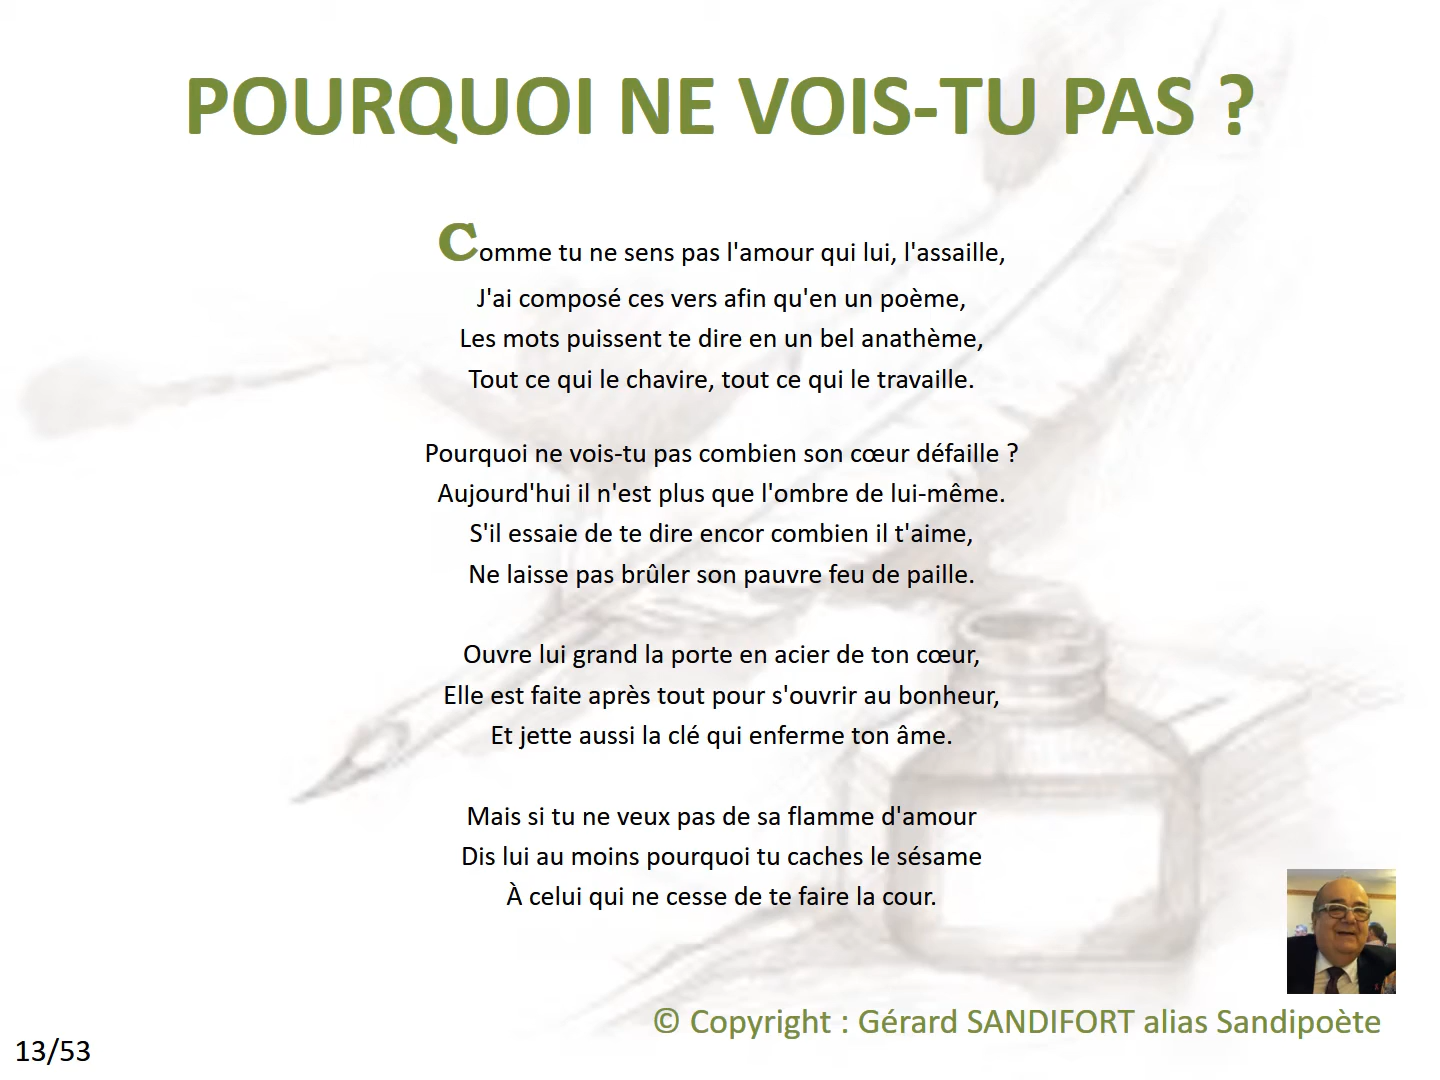 POURQUOI NE VOIS-TU PAS ?
Comme tu ne sens pas l'amour qui lui, l'assaille,
J'ai composé ces vers afin qu'en un poème,
Les mots puissent te dire en un bel anathème,
Tout ce qui le chavire, tout ce qui le travaille.
Pourquoi ne vois-tu pas combien son cœur défaille ?
Aujourd'hui il n'est plus que l'ombre de lui-même.
S'il essaie de te dire encor combien il t'aime,
Ne laisse pas brûler son pauvre feu de paille.
Ouvre lui grand la porte en acier de ton cœur,
Elle est faite après tout pour s'ouvrir au bonheur,
Et jette aussi la clé qui enferme ton âme.
Mais si tu ne veux pas de sa flamme d'amour
Dis lui au moins pourquoi tu caches le sésame
À celui qui ne cesse de te faire la cour.
© Copyright : Gérard SANDIFORT alias Sandipoète
13/53